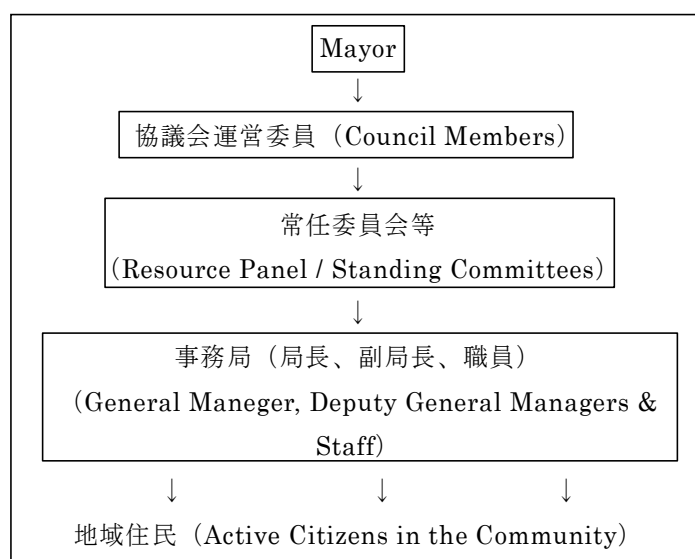 Mayor
↓
協議会運営委員（Council Members）
↓
常任委員会等
（Resource Panel / Standing Committees）
↓
事務局（局長、副局長、職員）
（General Maneger, Deputy General Managers &
Staff）
↓ ↓ ↓
地域住民（Active Citizens in the Community）